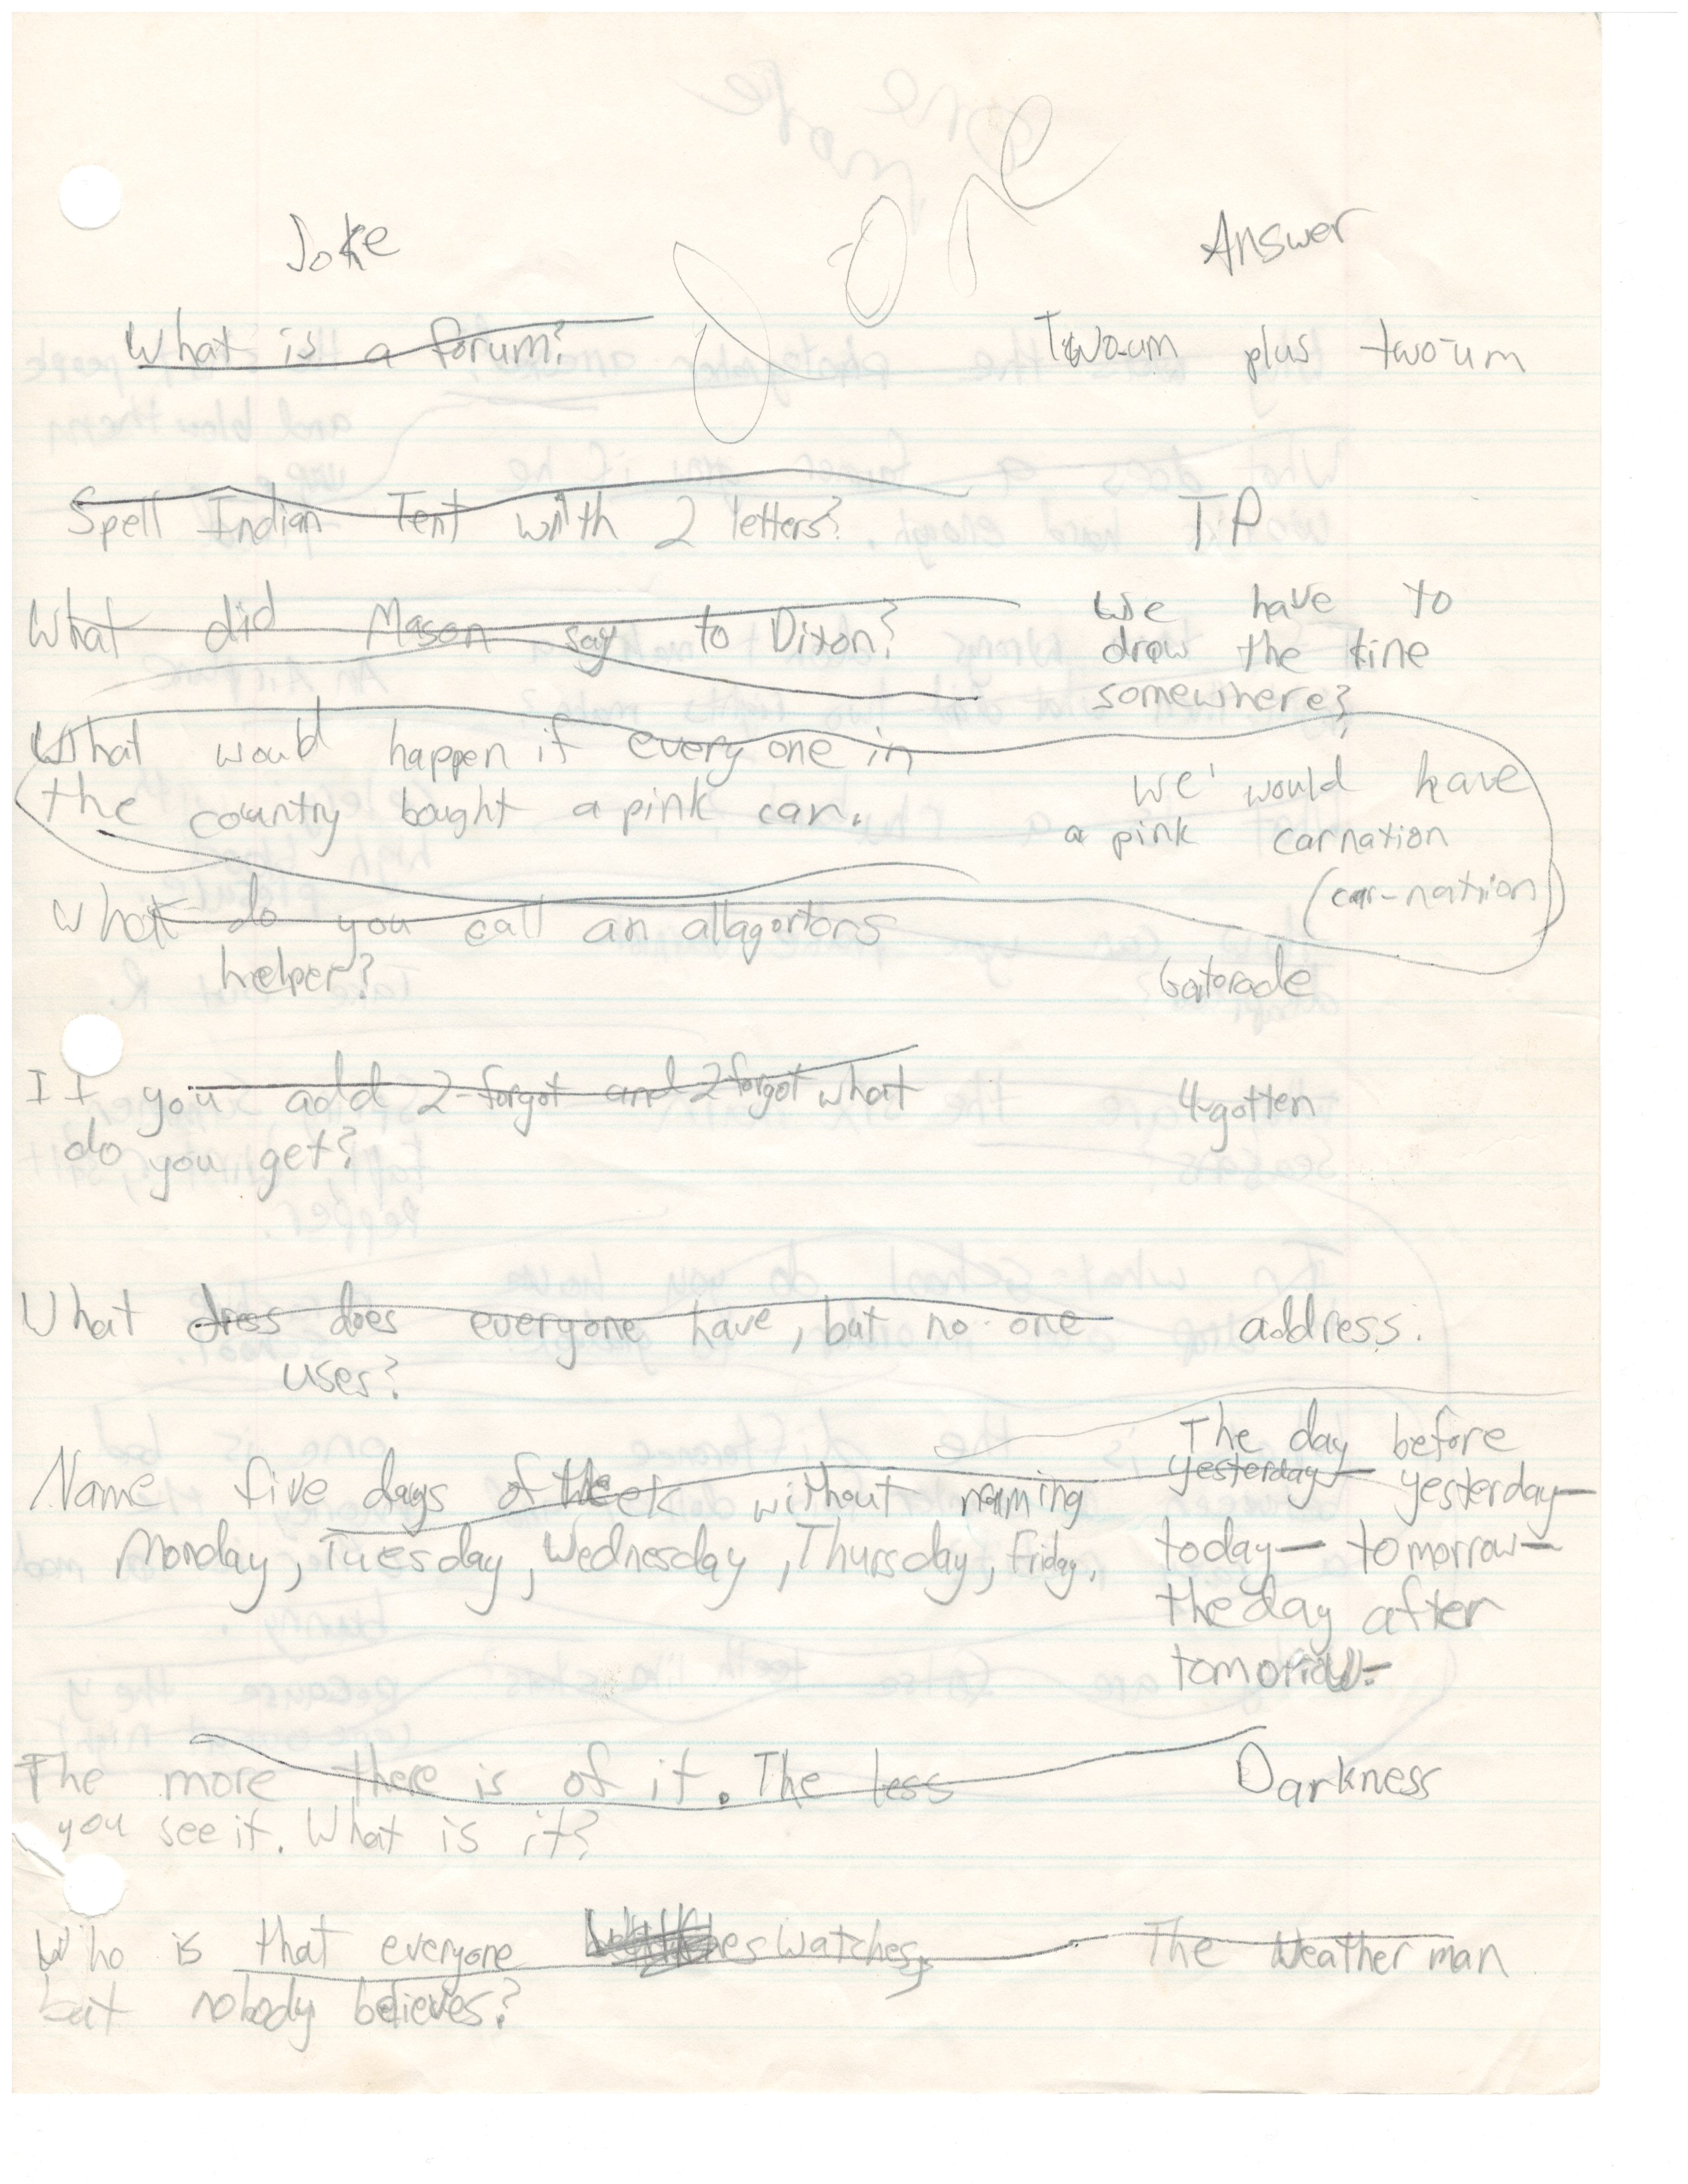 Done
Joke Answer
What is a forum? Two-um plus two-um
Spell Indian Tent with 2 letters? TP
What did Mason say to Dixon? We have to
draw the line
somewhere?
What would happen if every one in
the country bought a pink car. We' would have
a pink carnation
(car-nation)
What do you call an allagortors
helper? Gatorade
If you add 2-forgot and 2 forgot what 4-gotten
do you get?
What dress does everyone have, but no one address.
uses?
The day before
yesterday— yesterday—
Name five days of the week without naming
Monday, Tuesday, Wednesday, Thursday, Friday. today— tomorrow—
the day after
tomorrow-
The more there is of it. The less Darkness
you see it. What is it?
Who is that everyone watches, The Weather man
but nobody believes?